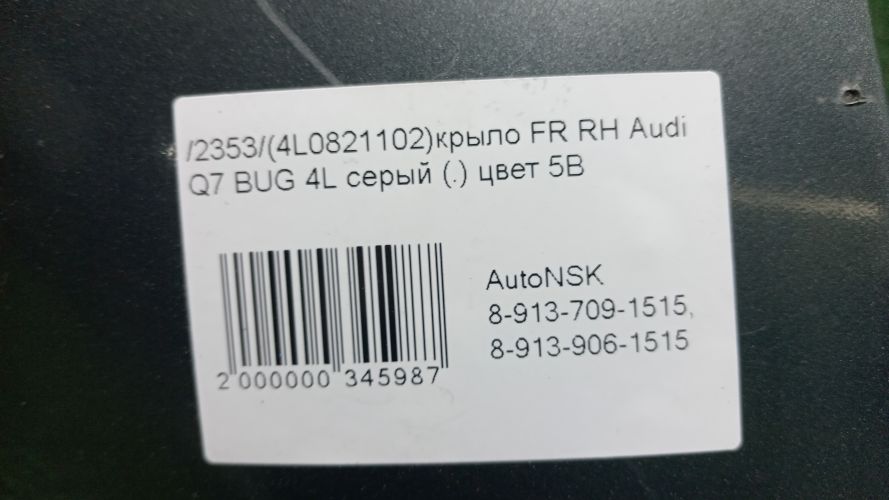 /2353/(4L0821102)крыло FR RH Audi
Q7 BUG 4L серый (.) цвет 5B
AutoNSK
8-913-709-1515,
8-913-906-1515
2 000000 345987